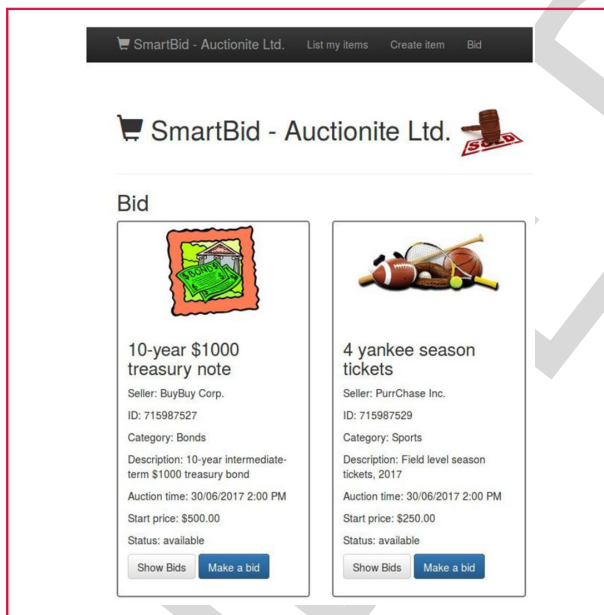 SmartBid - Auctionite Ltd. List my items Create item Bid
SmartBid - Auctionite Ltd.
SOLD
Bid
BONDS
10-year $1000
treasury note
Seller: BuyBuy Corp.
ID: 715987527
Category: Bonds
Description: 10-year intermediate-
term $1000 treasury bond
Auction time: 30/06/2017 2:00 PM
Start price: $500.00
Status: available
Show Bids Make a bid
4 yankee season
tickets
Seller: PurrChase Inc.
ID: 715987529
Category: Sports
Description: Field level season
tickets, 2017
Auction time: 30/06/2017 2:00 PM
Start price: $250.00
Status: available
Show Bids Make a bid